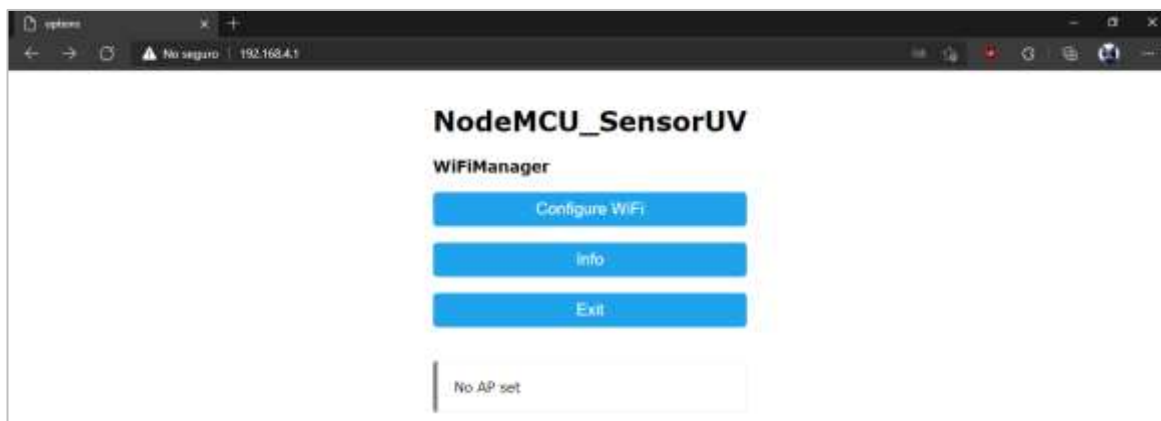 options
No seguro 192.168.4.1
NodeMCU_SensorUV
WiFiManager
Configure WiFi
Info
Exit
No AP set